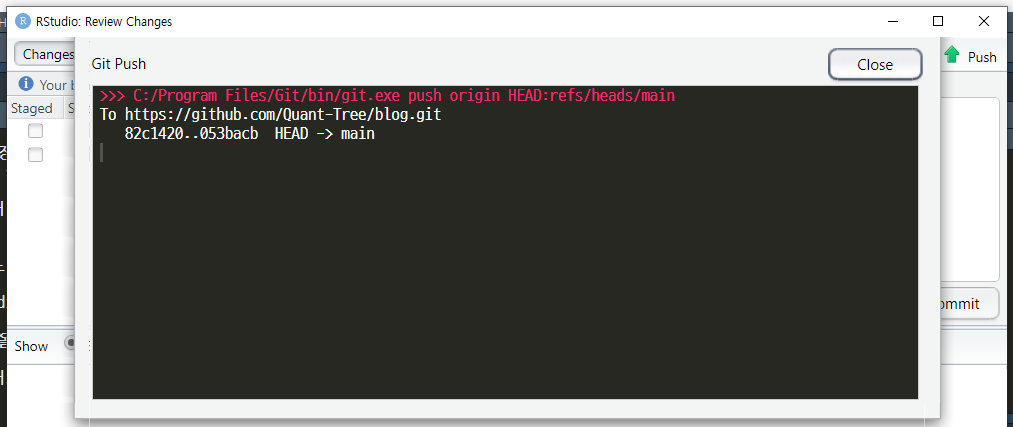 RStudio: Review Changes
Changes
Git Push
Close
Push
Your b
Staged S
>>> C:/Program Files/Git/bin/git.exe push origin HEAD:refs/heads/main
To https://github.com/Quant-Tree/blog.git
82c1420..053bacb HEAD -> main
ommit
Show